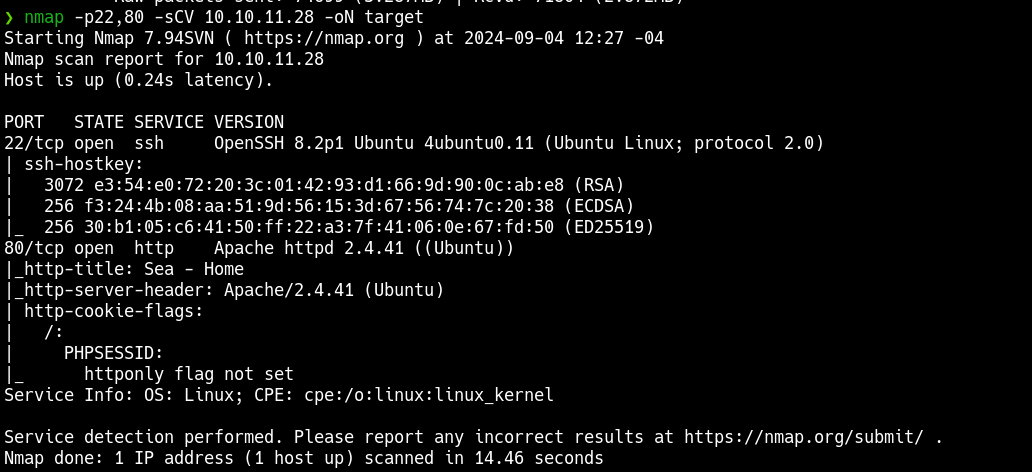 ❯ nmap -p22,80 -sCV 10.10.11.28 -oN target
Starting Nmap 7.94SVN ( https://nmap.org ) at 2024-09-04 12:27 -04
Nmap scan report for 10.10.11.28
Host is up (0.24s latency).

PORT   STATE SERVICE VERSION
22/tcp open  ssh     OpenSSH 8.2p1 Ubuntu 4ubuntu0.11 (Ubuntu Linux; protocol 2.0)
| ssh-hostkey:
|   3072 e3:54:e0:72:20:3c:01:42:93:d1:66:9d:90:0c:ab:e8 (RSA)
|   256 f3:24:4b:08:aa:51:9d:56:15:3d:67:56:74:7c:20:38 (ECDSA)
|_  256 30:b1:05:c6:41:50:ff:22:a3:7f:41:06:0e:67:fd:50 (ED25519)
80/tcp open  http    Apache httpd 2.4.41 ((Ubuntu))
|_http-title: Sea - Home
|_http-server-header: Apache/2.4.41 (Ubuntu)
| http-cookie-flags:
|   /:
|     PHPSESSID:
|_      httponly flag not set
Service Info: OS: Linux; CPE: cpe:/o:linux:linux_kernel

Service detection performed. Please report any incorrect results at https://nmap.org/submit/ .
Nmap done: 1 IP address (1 host up) scanned in 14.46 seconds